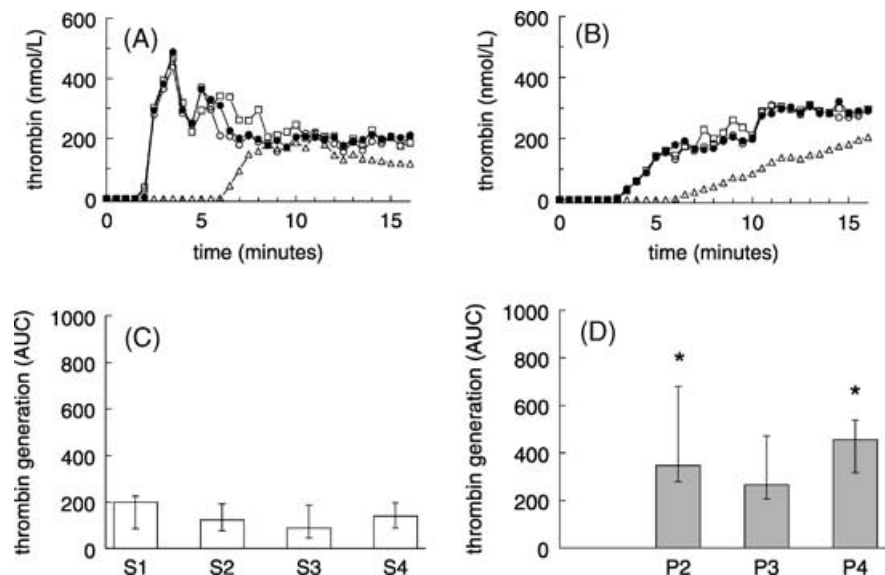 (A)
thrombin (nmol/L)
600
400
200
0
0 5 10 15
time (minutes)
(B)
thrombin (nmol/L)
600
400
200
0
0 5 10 15
time (minutes)
(C)
thrombin generation (AUC)
1000
800
600
400
200
0
S1 S2 S3 S4
(D)
thrombin generation (AUC)
1000
800
600
400
200
0
* *
P2 P3 P4